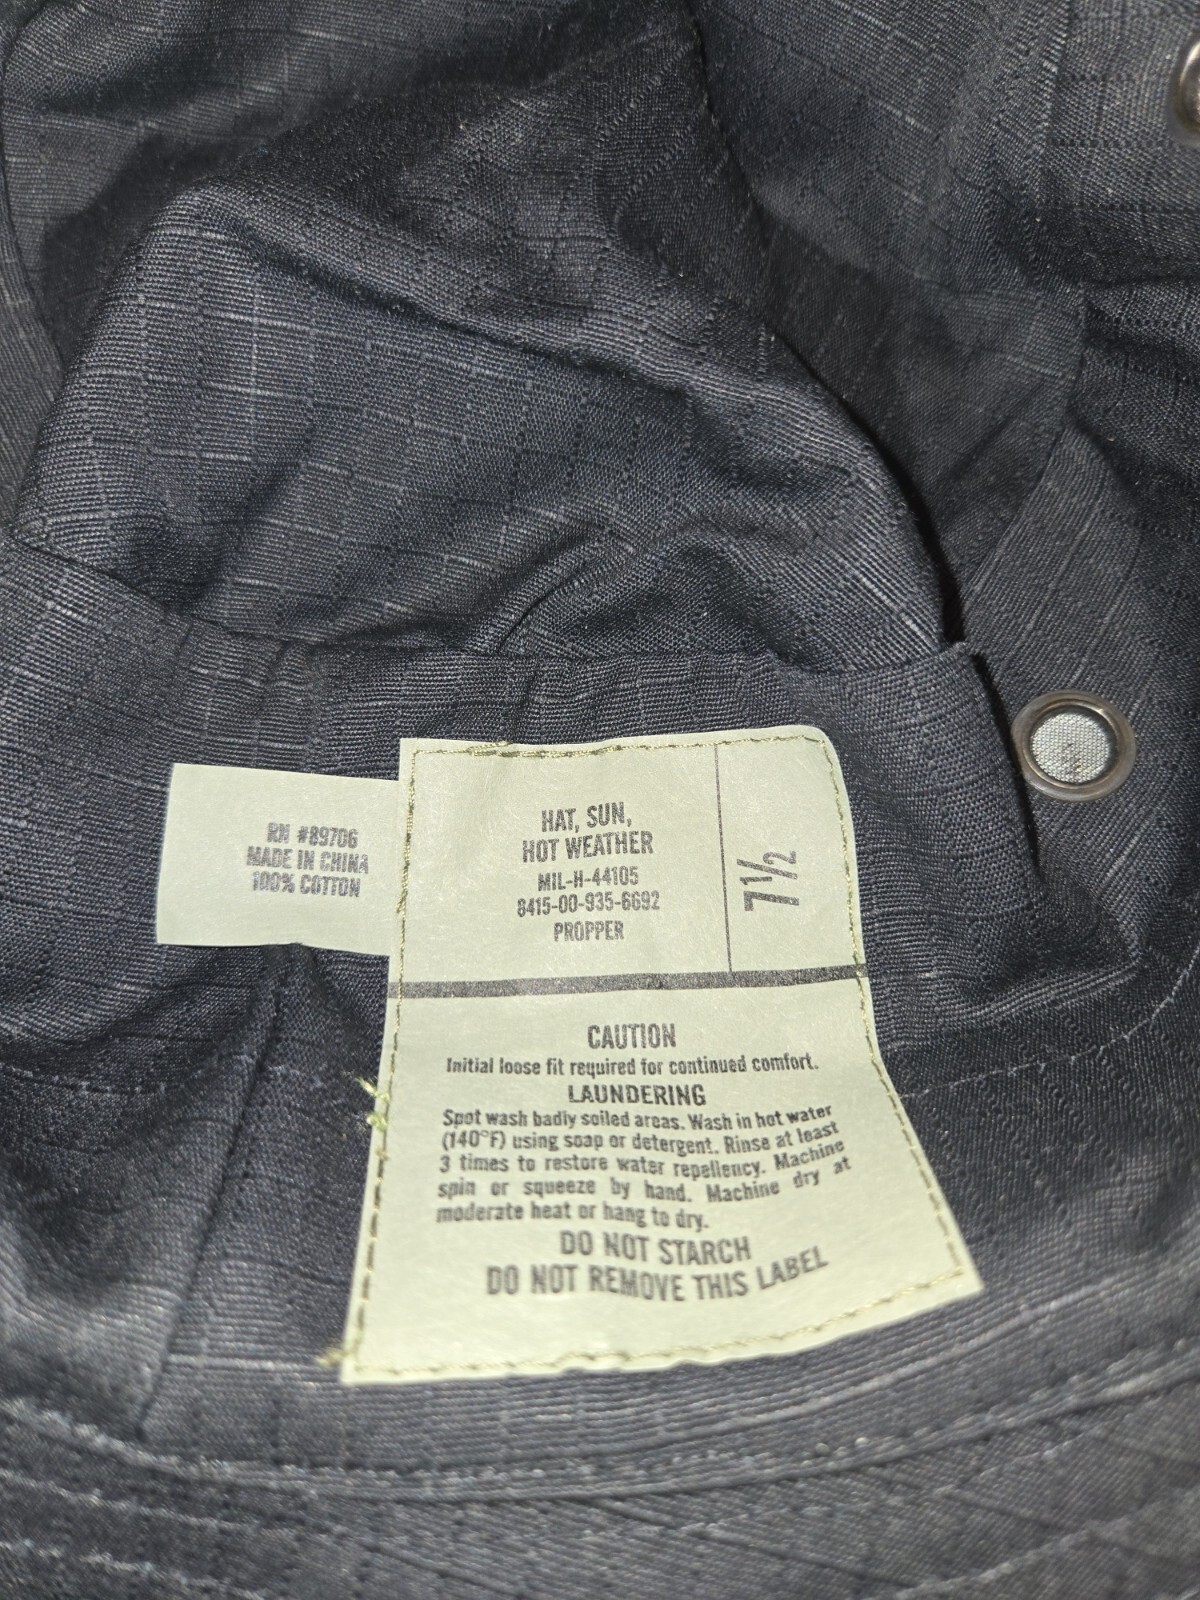 RN #89706
MADE IN CHINA
100% COTTON
HAT, SUN,
HOT WEATHER
MIL-H-44105
8415-00-935-6692
PROPPER
7½
CAUTION
Initial loose fit required for continued comfort.
LAUNDERING
Spot wash badly soiled areas. Wash in hot water
(140°F) using soap or detergent. Rinse at least
3 times to restore water repellency. Machine
spin or squeeze by hand. Machine dry at
moderate heat or hang to dry.
DO NOT STARCH
DO NOT REMOVE THIS LABEL